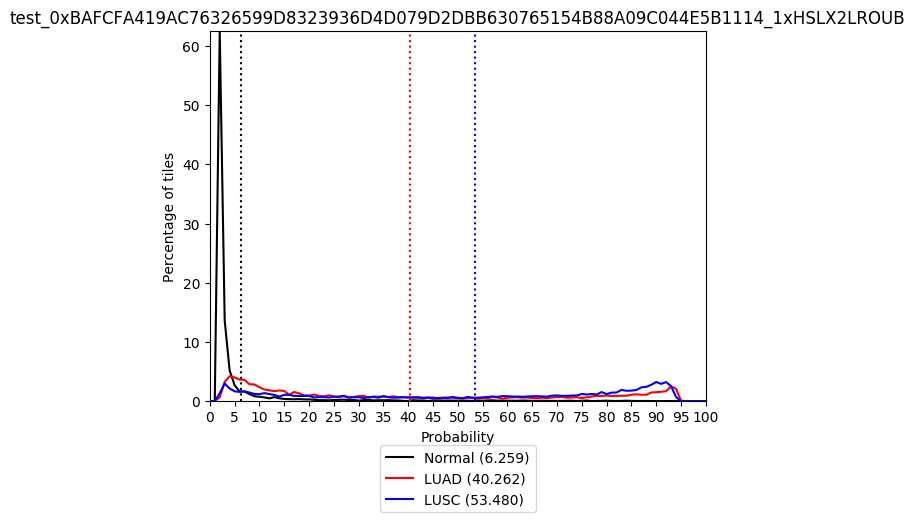 test_0xBAFCFA419AC76326599D8323936D4D079D2DBB630765154B88A09C044E5B1114_1xHSLX2LROUB
60
50
40
30
20
10
0
Percentage of tiles
0 5 10 15 20 25 30 35 40 45 50 55 60 65 70 75 80 85 90 95 100
Probability
Normal (6.259)
LUAD (40.262)
LUSC (53.480)